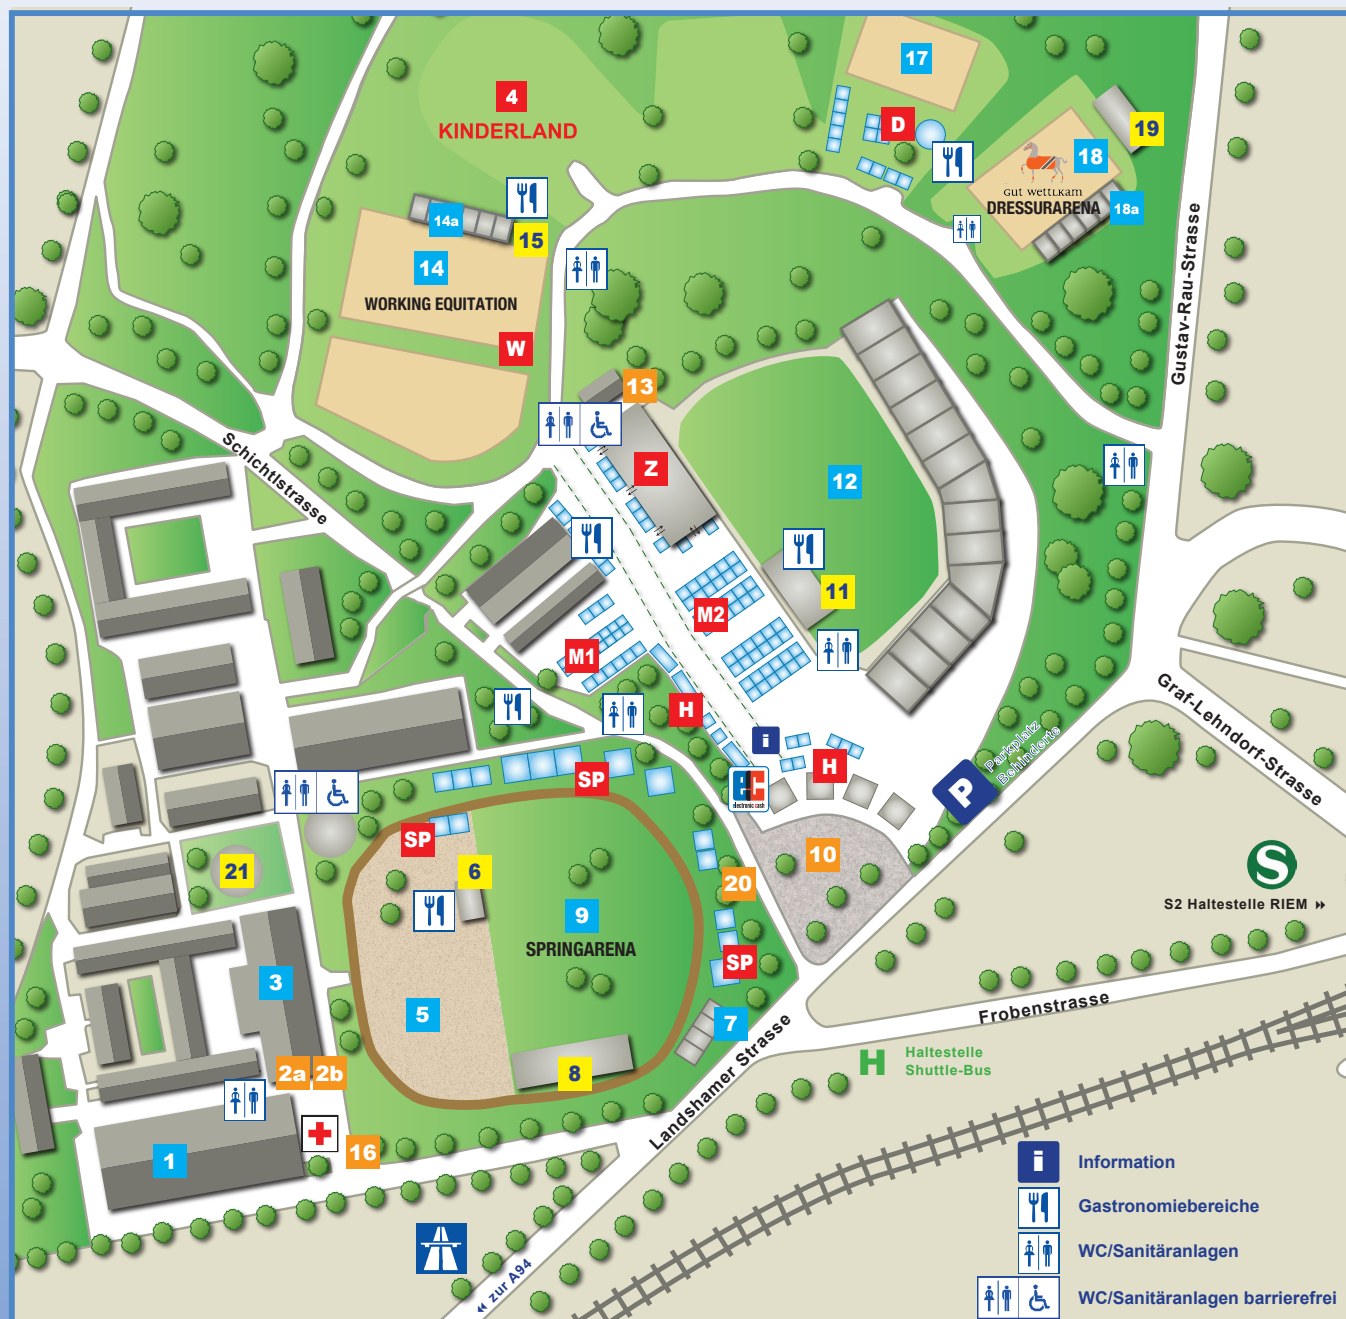 17
4
KINDERLAND
D
19
18
GUT WETTLKAM
DRESSURARENA
18a
14a
15
14
WORKING EQUITATION
W
Gustav-Rau-Strasse
13
Schichtlstrasse
Z
12
11
M2
M1
H
i
H
ec
electronic cash
P
Parkplatz
Behinderte
Graf-Lehndorf-Strasse
SP
SP
10
6
21
20
S
S2 Haltestelle RIEM
9
SPRINGARENA
SP
3
5
7
Frobenstrasse
8
2a
2b
H
Haltestelle
Shuttle-Bus
Landshamer Strasse
1
16
zur A94
i
Information
Gastronomiebereiche
WC/Sanitäranlagen
WC/Sanitäranlagen barrierefrei